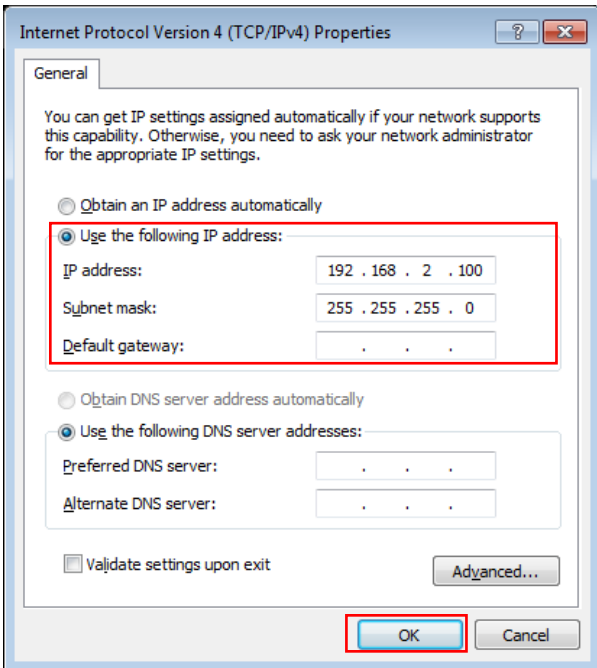 Internet Protocol Version 4 (TCP/IPv4) Properties
General
You can get IP settings assigned automatically if your network supports
this capability. Otherwise, you need to ask your network administrator
for the appropriate IP settings.
Obtain an IP address automatically
Use the following IP address:
IP address: 192 . 168 . 2 . 100
Subnet mask: 255 . 255 . 255 . 0
Default gateway: . . .
Obtain DNS server address automatically
Use the following DNS server addresses:
Preferred DNS server: . . .
Alternate DNS server: . . .
Validate settings upon exit
Advanced...
OK Cancel